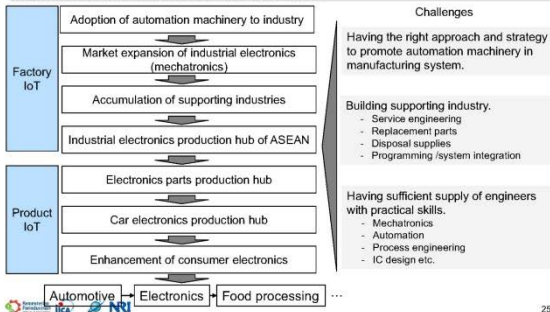 Factory
IoT
Adoption of automation machinery to industry
Market expansion of industrial electronics
(mechatronics)
Accumulation of supporting industries
Industrial electronics production hub of ASEAN
Product
IoT
Electronics parts production hub
Car electronics production hub
Enhancement of consumer electronics
Automotive
Electronics
Food processing
...
Challenges
Having the right approach and strategy
to promote automation machinery in
manufacturing system.
Building supporting industry.
- Service engineering
- Replacement parts
- Disposal supplies
- Programming /system integration
Having sufficient supply of engineers
with practical skills.
- Mechatronics
- Automation
- Process engineering
- IC design etc.
JICA
NRI
25